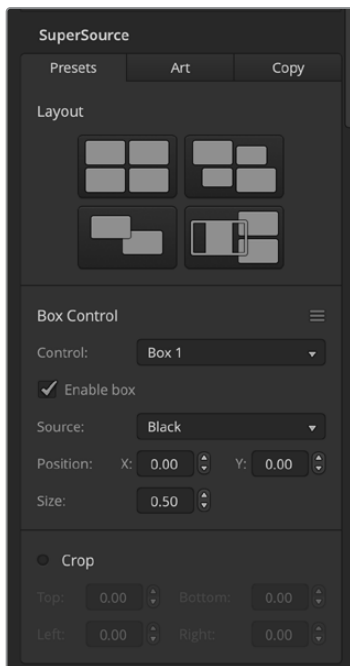 SuperSource
Presets Art Copy
Layout
Box Control
Control: Box 1
Enable box
Source: Black
Position: X: 0.00 Y: 0.00
Size: 0.50
Crop
Top: 0.00 Bottom: 0.00
Left: 0.00 Right: 0.00